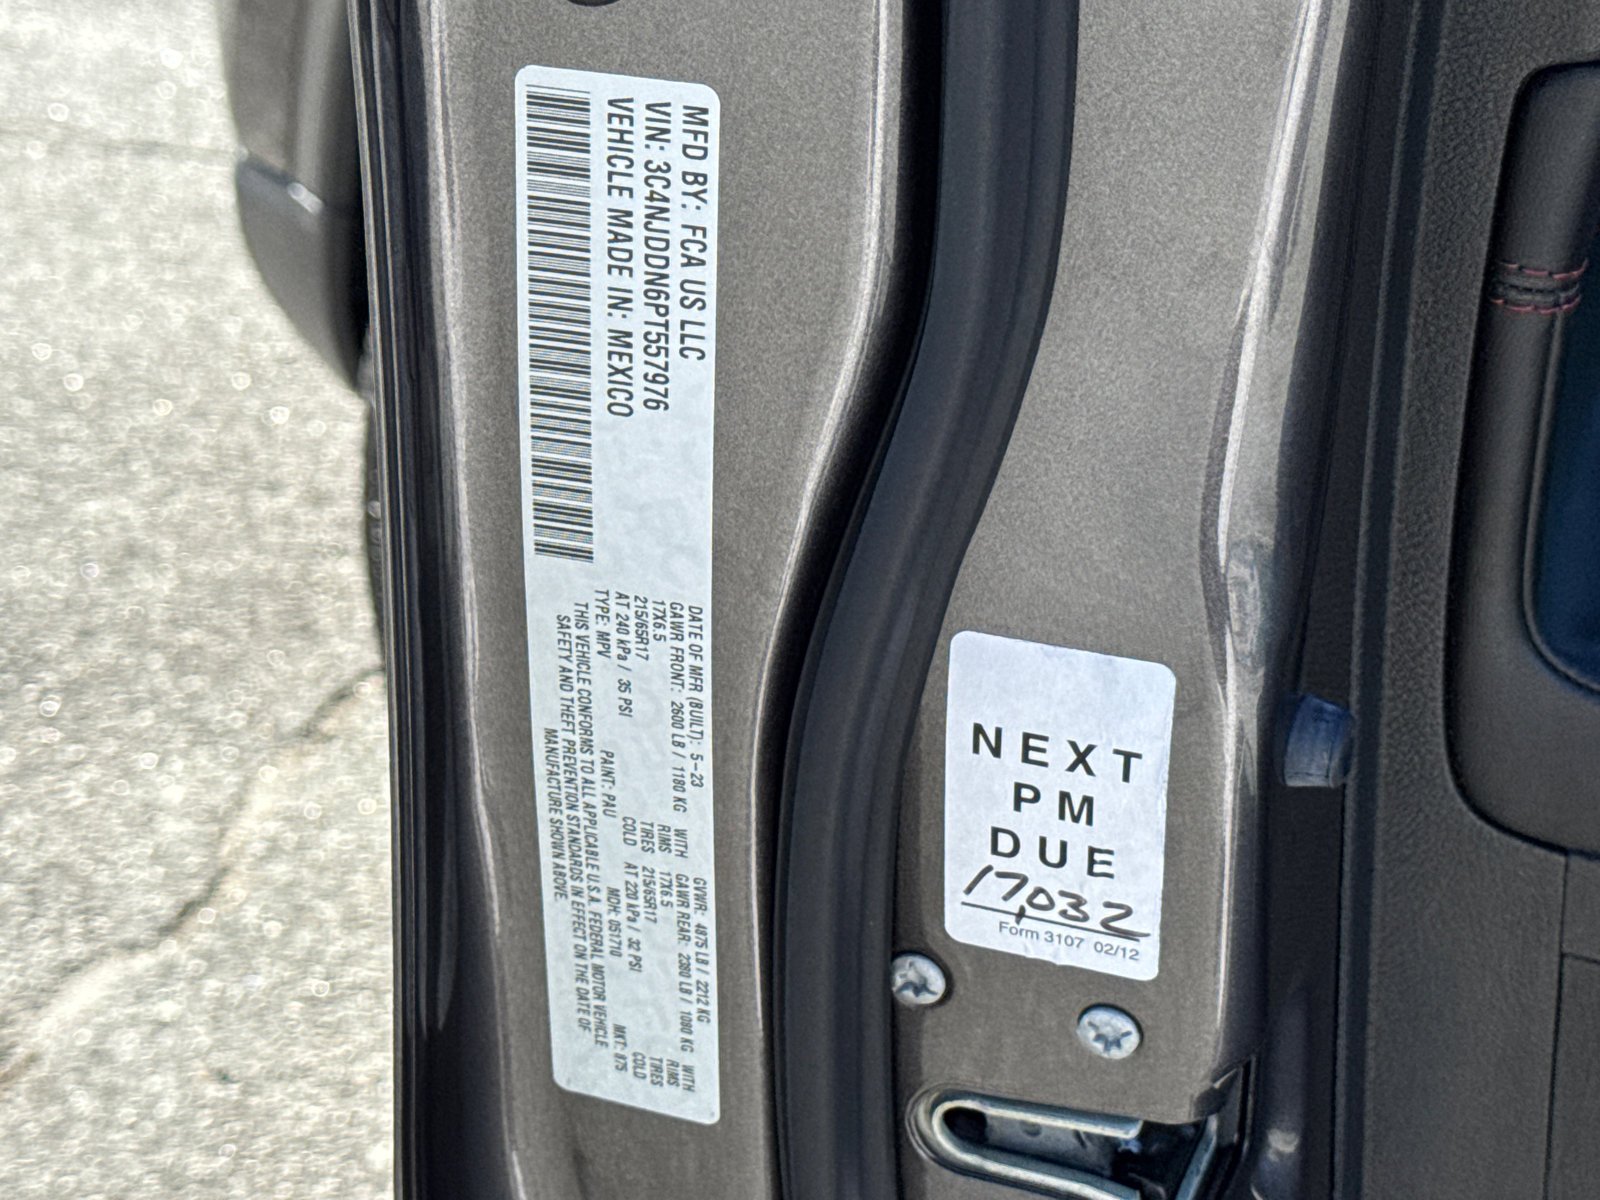 MFD BY: FCA US LLC
VIN: 3C4NJDDN6PT557976
VEHICLE MADE IN: MEXICO
DATE OF MFR (BUILT): 5-23 GVWR: 4875 LB / 2212 KG
GAWR FRONT: 2600 LB / 1180 KG WITH GAWR REAR: 2380 LB / 1080 KG WITH
17X6.5 RIMS 17X6.5 RIMS
215/65R17 TIRES 215/65R17 TIRES
AT 240 kPa / 35 PSI COLD AT 220 kPa / 32 PSI COLD
TYPE: MPV PAINT: PAU MDH: 051710 MKT: 875
THIS VEHICLE CONFORMS TO ALL APPLICABLE U.S.A. FEDERAL MOTOR VEHICLE
SAFETY AND THEFT PREVENTION STANDARDS IN EFFECT ON THE DATE OF
MANUFACTURE SHOWN ABOVE.
NEXT
PM
DUE
17,032
Form 3107 02/12